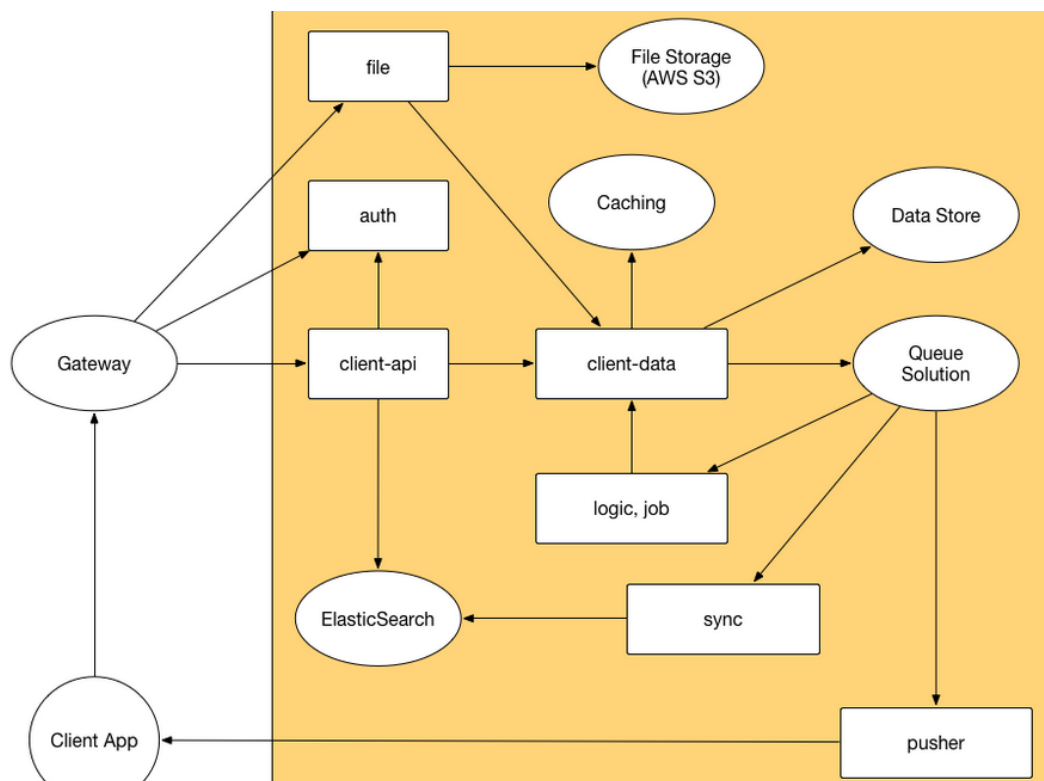 file
File Storage
(AWS S3)
auth
Caching
Data Store
Gateway
client-api
client-data
Queue
Solution
logic, job
ElasticSearch
sync
Client App
pusher